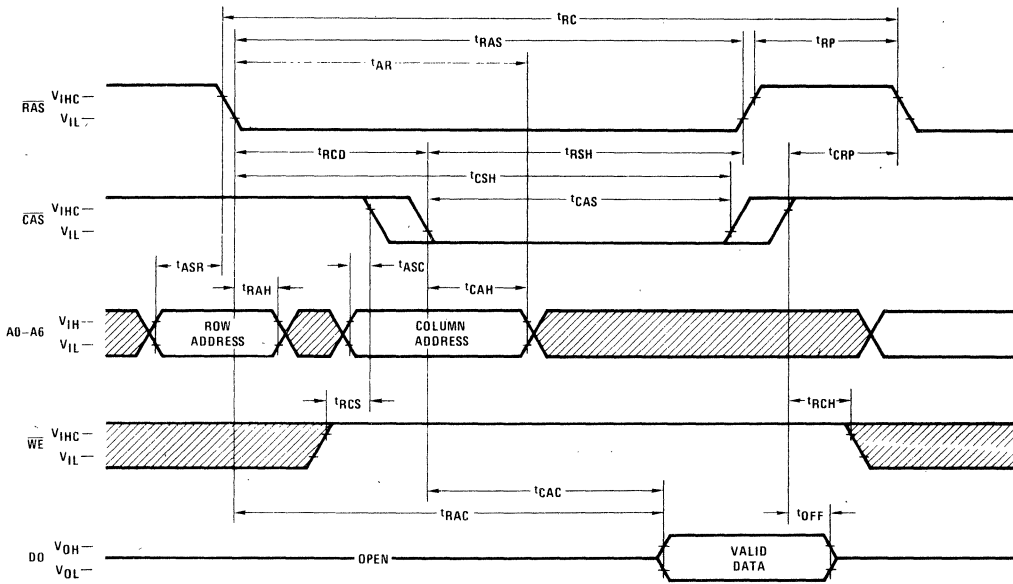 tRC
tRAS
tRP
tAR
RAS VIHC
VIL
tRCD
tRSH
tCRP
tCSH
tCAS
CAS VIHC
VIL
tASR
tASC
tRAH
tCAH
A0-A6 VIH
VIL
ROW
ADDRESS
COLUMN
ADDRESS
tRCS
tRCH
WE VIHC
VIL
tCAC
tRAC
tOFF
DO VOH
VOL
OPEN
VALID
DATA